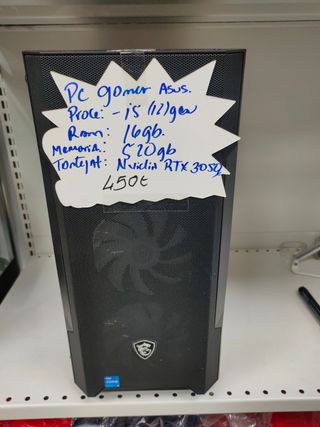 PC gamer Asus.
Proce: - i5 (12) gen
Ram: 16gb.
Memoria: 520gb
Tarjeta: Nvidia RTX 3050
450€